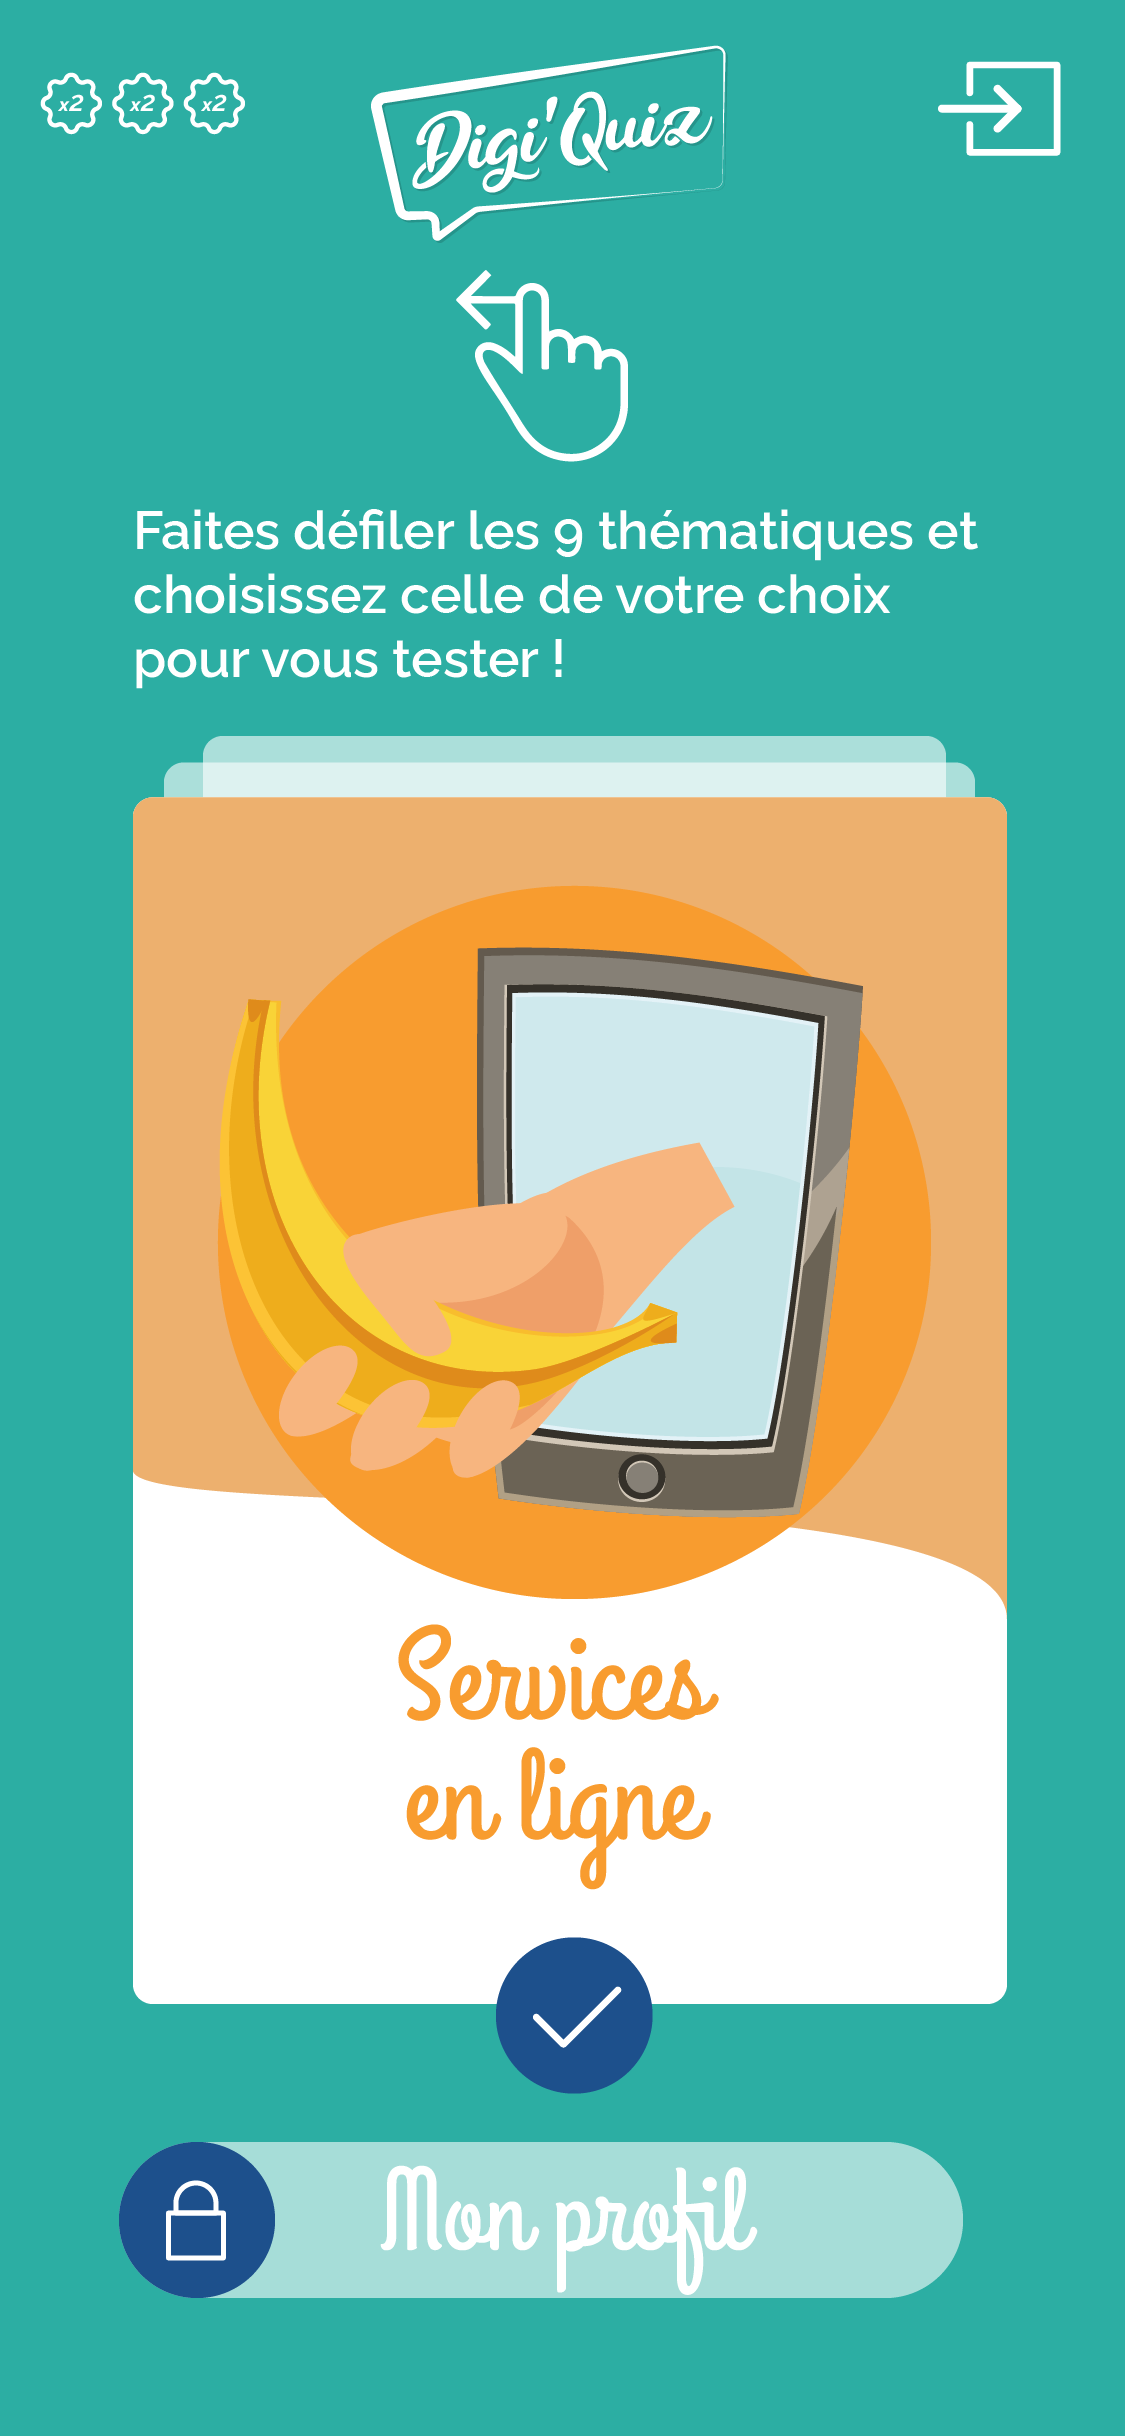 x2 x2 x2
Digi'Quiz
Faites défiler les 9 thématiques et
choisissez celle de votre choix
pour vous tester !
Services
en ligne
Mon profil